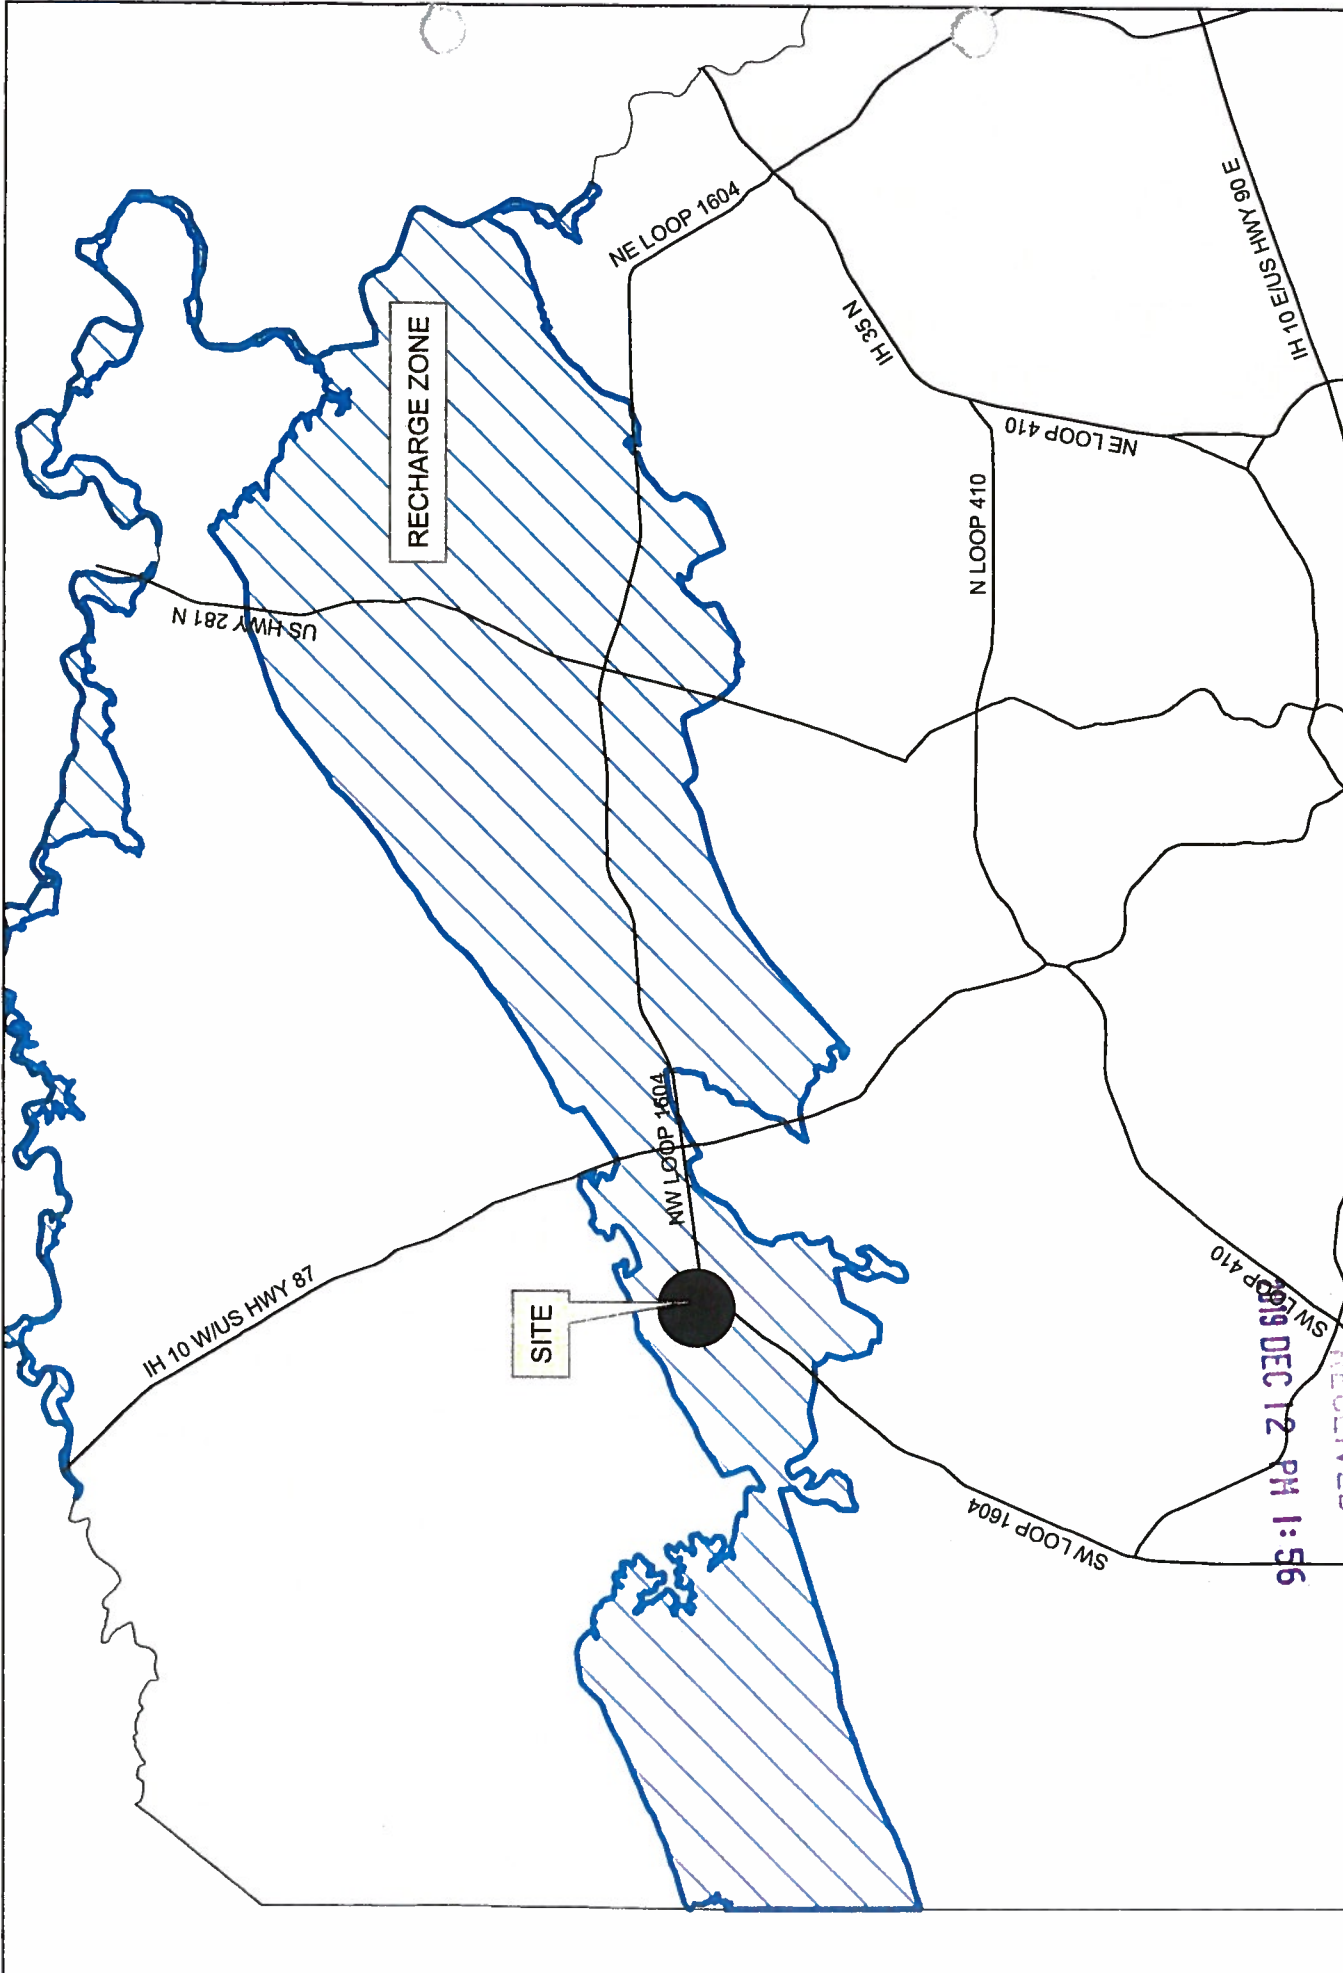 RECHARGE ZONE
NE LOOP 1604
IH 35 N
IH 10 E/US HWY 90 E
NE LOOP 410
N LOOP 410
US HWY 281 N
NW LOOP 1604
IH 10 W/US HWY 87
SITE
SW LOOP 410
SW LOOP 1604
2019 DEC 12 PM 1:56